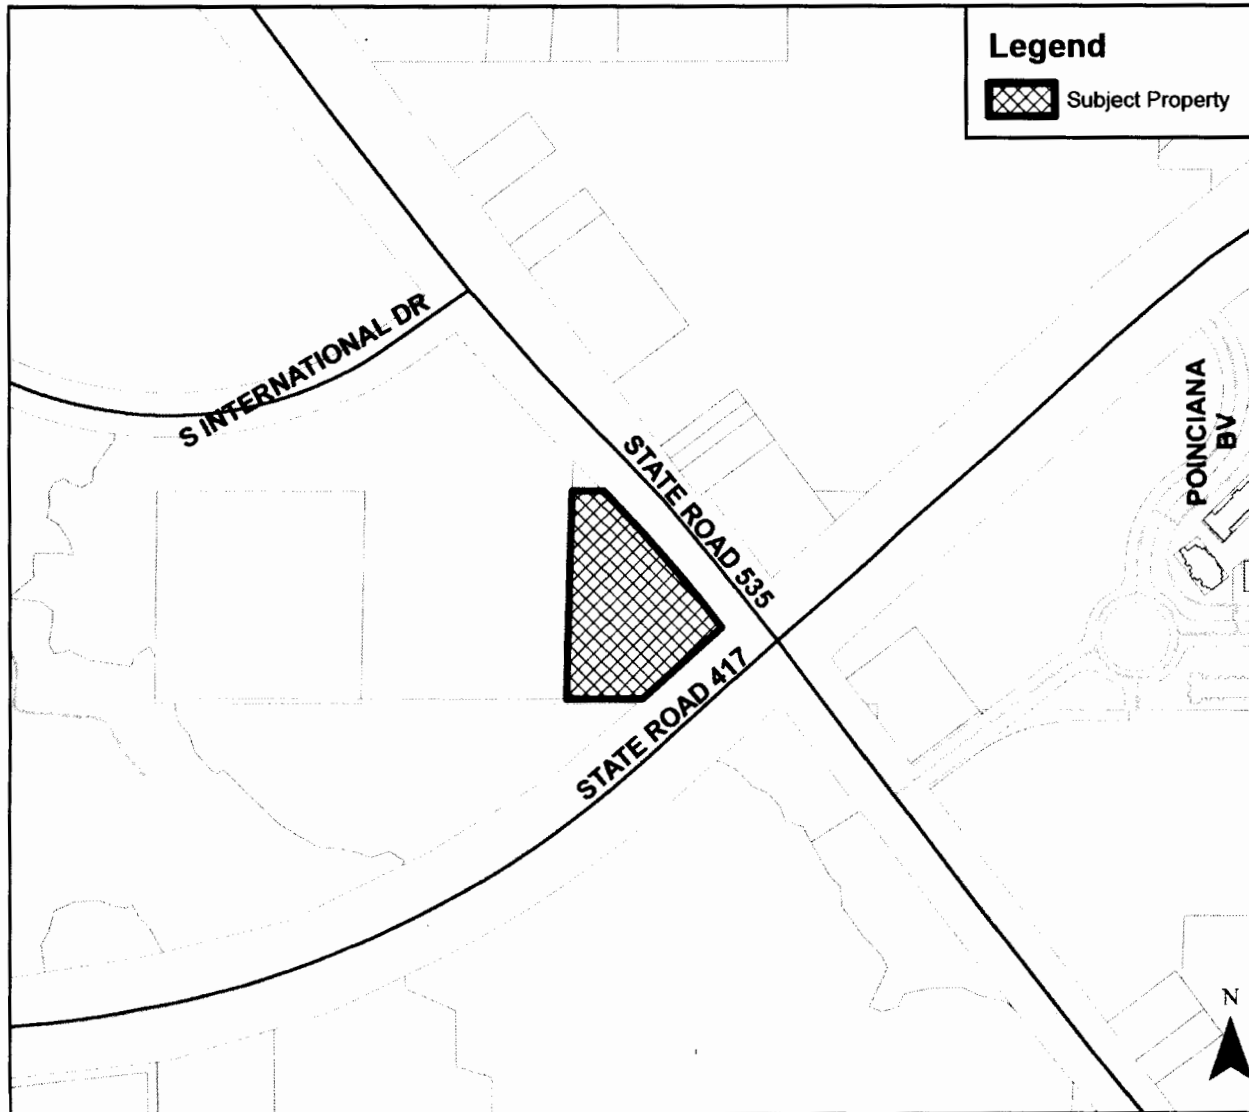 Legend
Subject Property
S INTERNATIONAL DR
STATE ROAD 535
POINCIANA
BV
STATE ROAD 417
N